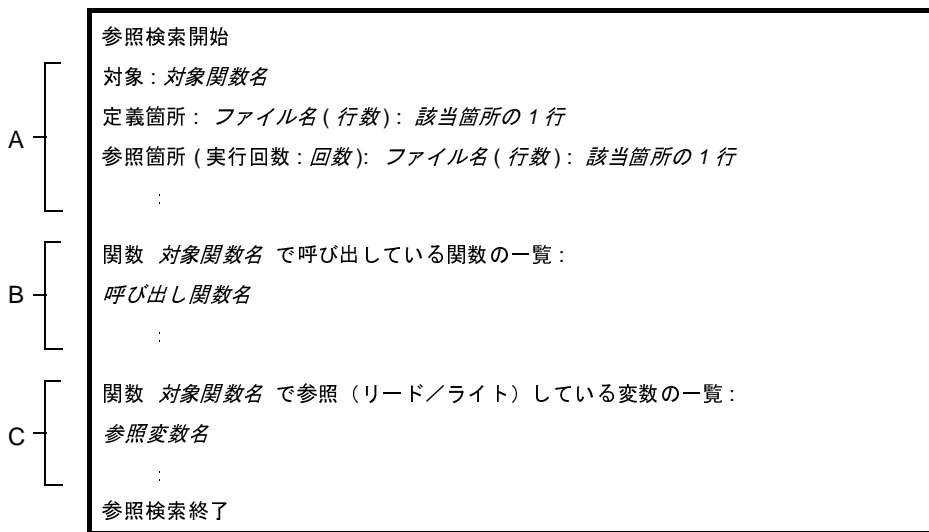 参照検索開始
A
対象 : 対象関数名
定義箇所 : ファイル名 ( 行数 ) : 該当箇所の 1 行
参照箇所 ( 実行回数 : 回数 ): ファイル名 ( 行数 ) : 該当箇所の 1 行
:
B
関数 対象関数名 で呼び出している関数の一覧 :
呼び出し関数名
:
C
関数 対象関数名 で参照（リード／ライト）している変数の一覧 :
参照変数名
:
参照検索終了